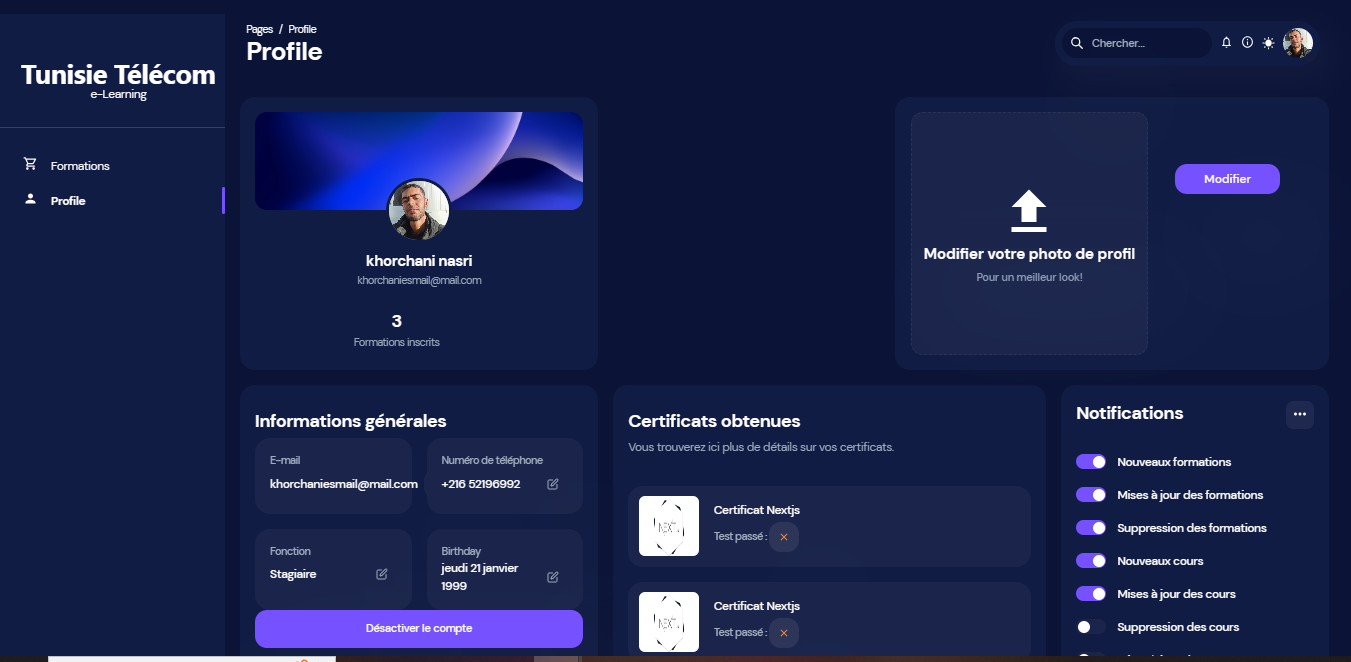 Tunisie Télécom
e-Learning
Formations
Profile
Pages / Profile
Profile
Chercher...
khorchani nasri
khorchaniesmail@mail.com
3
Formations inscrits
Modifier votre photo de profil
Pour un meilleur look!
Modifier
Informations générales
E-mail
khorchaniesmail@mail.com
Numéro de téléphone
+216 52196992
Fonction
Stagiaire
Birthday
jeudi 21 janvier
1999
Désactiver le compte
Certificats obtenues
Vous trouverez ici plus de détails sur vos certificats.
NEXT.
Certificat Nextjs
Test passé :
NEXT.
Certificat Nextjs
Test passé :
Notifications
Nouveaux formations
Mises à jour des formations
Suppression des formations
Nouveaux cours
Mises à jour des cours
Suppression des cours